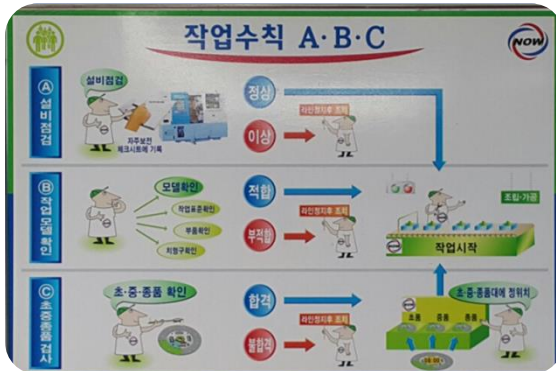 작업수칙 A·B·C
NOW
Ⓐ 설비점검
설비점검
자주보전
체크시트에 기록
정상
이상
라인정지후 조치
Ⓑ 작업모델확인
모델확인
작업표준확인
부품확인
치형구확인
적합
부적합
라인정지후 조치
조립·가공
작업시작
Ⓒ 초중종품검사
초·중·종품 확인
합격
불합격
라인정지후 조치
초·중·종품대에 정위치
초품
중품
종품